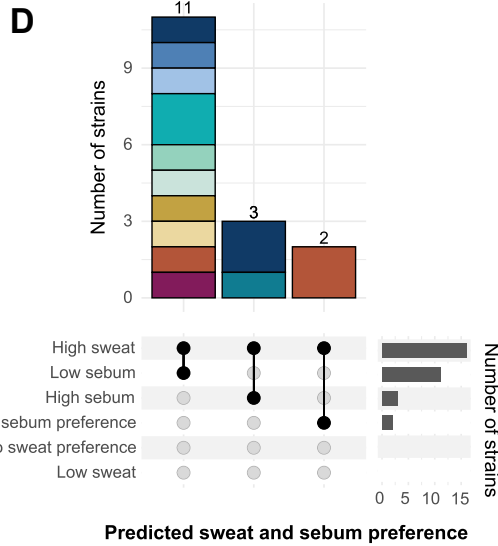 D
11
3
2
Number of strains
9
6
3
0
High sweat
Low sebum
High sebum
sebum preference
sweat preference
Low sweat
Number of strains
0 5 10 15
Predicted sweat and sebum preference